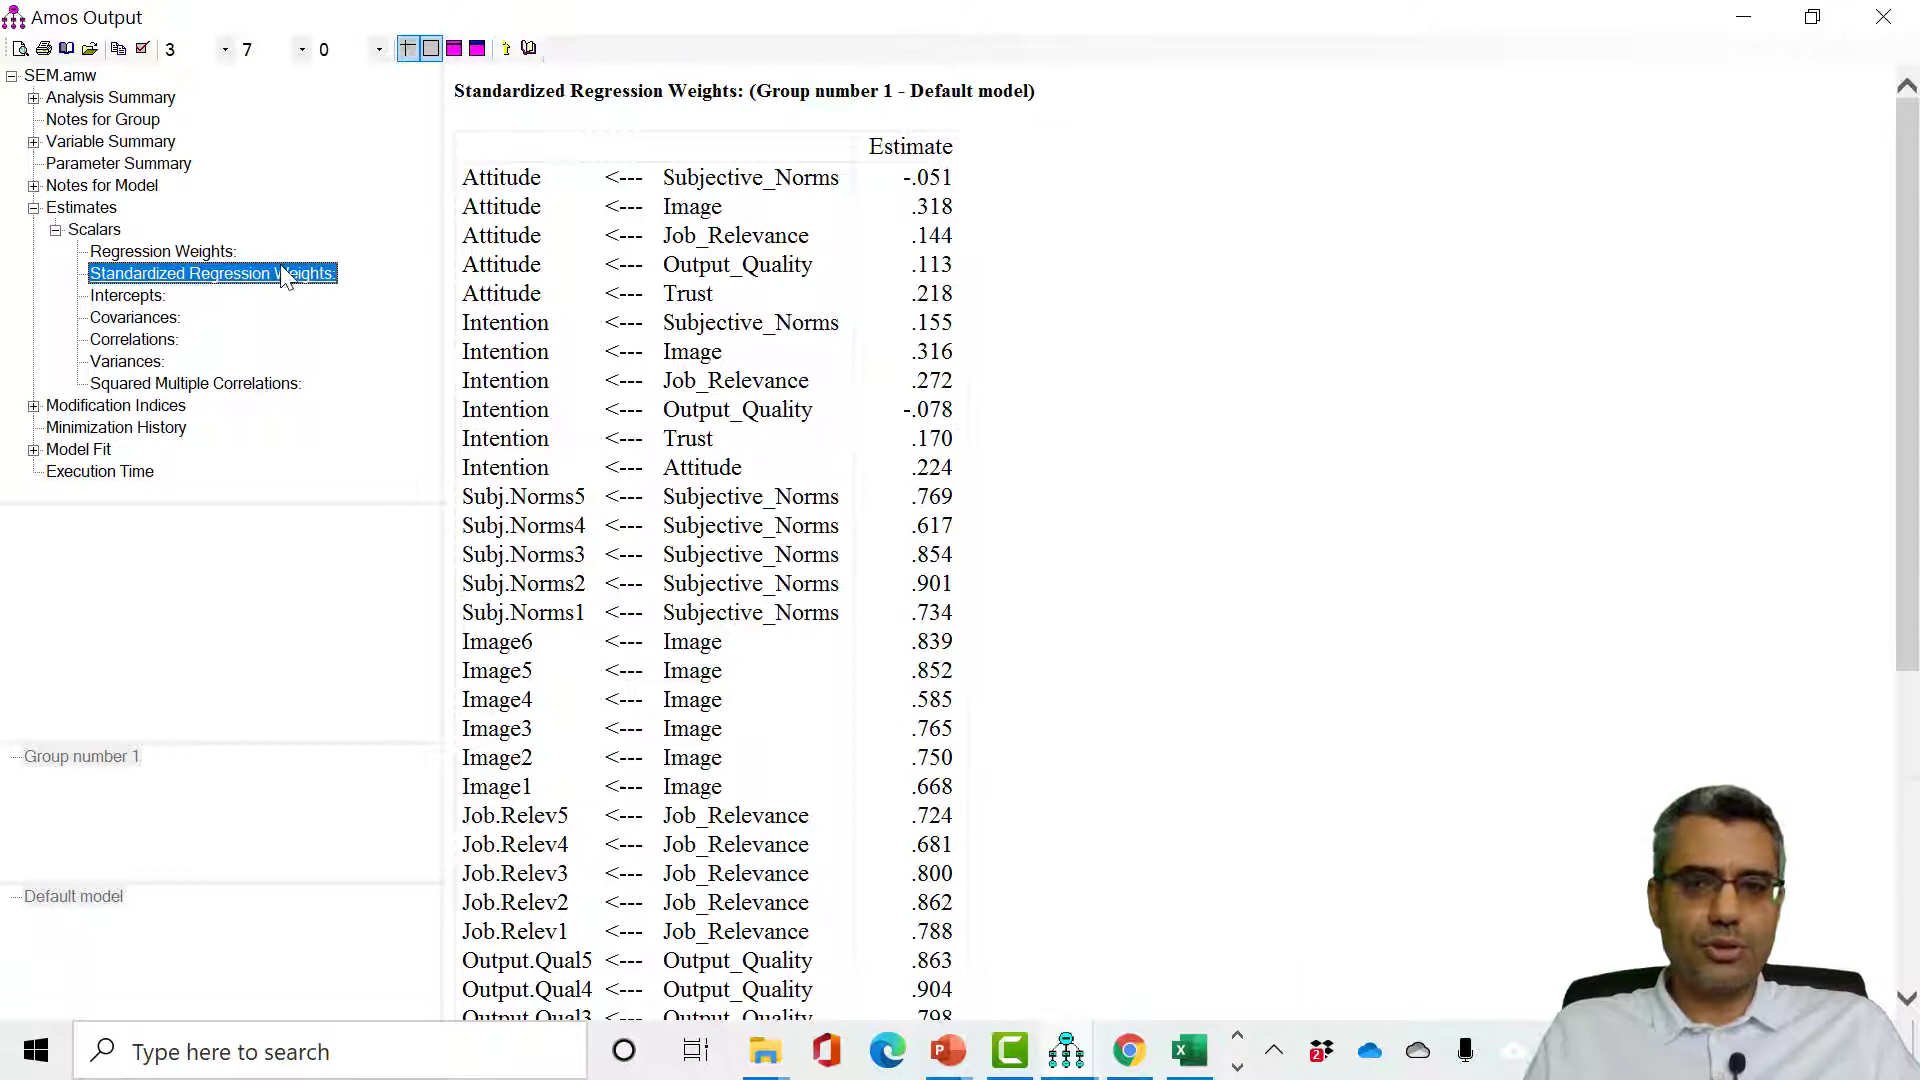 Amos Output
3 7 0
SEM.amw
Analysis Summary
Notes for Group
Variable Summary
Parameter Summary
Notes for Model
Estimates
Scalars
Regression Weights:
Standardized Regression Weights:
Intercepts:
Covariances:
Correlations:
Variances:
Squared Multiple Correlations:
Modification Indices
Minimization History
Model Fit
Execution Time
Group number 1
Default model
Standardized Regression Weights: (Group number 1 - Default model)
Estimate
Attitude <--- Subjective_Norms -.051
Attitude <--- Image .318
Attitude <--- Job_Relevance .144
Attitude <--- Output_Quality .113
Attitude <--- Trust .218
Intention <--- Subjective_Norms .155
Intention <--- Image .316
Intention <--- Job_Relevance .272
Intention <--- Output_Quality -.078
Intention <--- Trust .170
Intention <--- Attitude .224
Subj.Norms5 <--- Subjective_Norms .769
Subj.Norms4 <--- Subjective_Norms .617
Subj.Norms3 <--- Subjective_Norms .854
Subj.Norms2 <--- Subjective_Norms .901
Subj.Norms1 <--- Subjective_Norms .734
Image6 <--- Image .839
Image5 <--- Image .852
Image4 <--- Image .585
Image3 <--- Image .765
Image2 <--- Image .750
Image1 <--- Image .668
Job.Relev5 <--- Job_Relevance .724
Job.Relev4 <--- Job_Relevance .681
Job.Relev3 <--- Job_Relevance .800
Job.Relev2 <--- Job_Relevance .862
Job.Relev1 <--- Job_Relevance .788
Output.Qual5 <--- Output_Quality .863
Output.Qual4 <--- Output_Quality .904
Output.Qual3 <--- Output_Quality .798
Type here to search